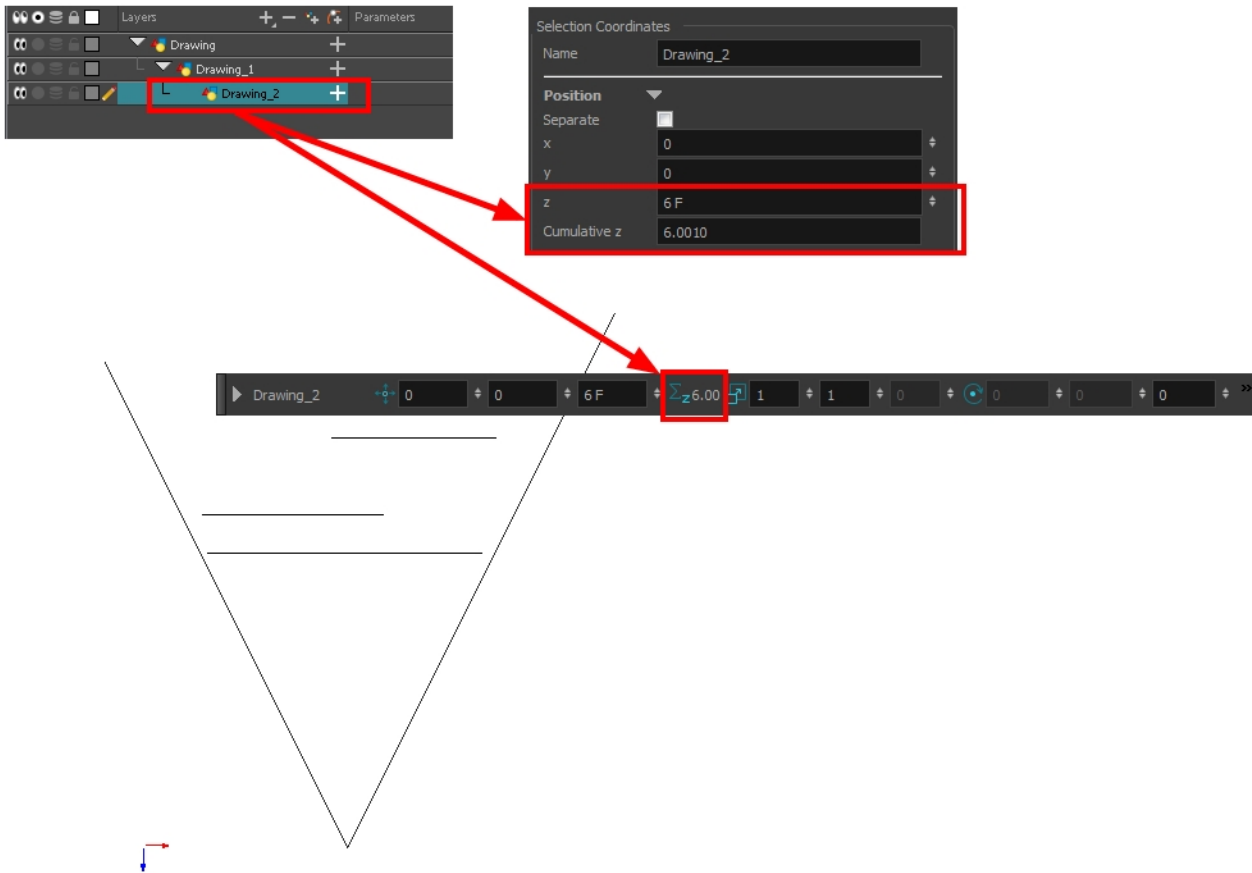 Layers Parameters
Drawing
Drawing_1
Drawing_2
Selection Coordinates
Name Drawing_2
Position
Separate
x 0
y 0
z 6 F
Cumulative z 6.0010
Drawing_2 0 0 6 F Σz6.00 1 1 0 0 0 0 »